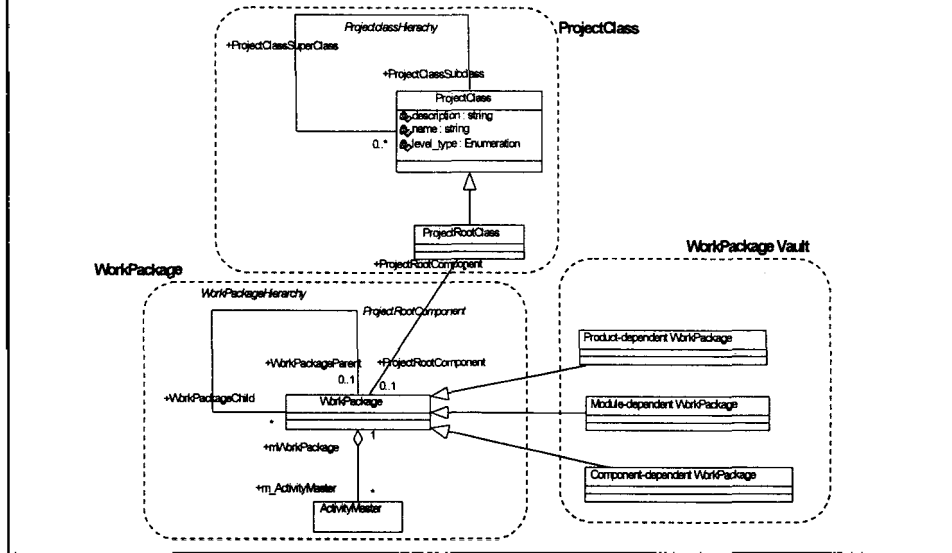 ProjectclassHierachy
ProjectClass
+ProjectClassSuperClass
+ProjectClassSubclass
ProjectClass
description : string
name : string
0..*
level_type : Enumeration
ProjectRootClass
+ProjectRootComponent
WorkPackage Vault
WorkPackage
WorkPackageHierarchy
ProjectRootComponent
Product-dependent WorkPackage
+WorkPackageParent
+ProjectRootComponent
0..1
0..1
+WorkPackageChild
WorkPackage
Module-dependent WorkPackage
*
1
+mWorkPackage
Component-dependent WorkPackage
+m_ActivityMaster
*
ActivityMaster